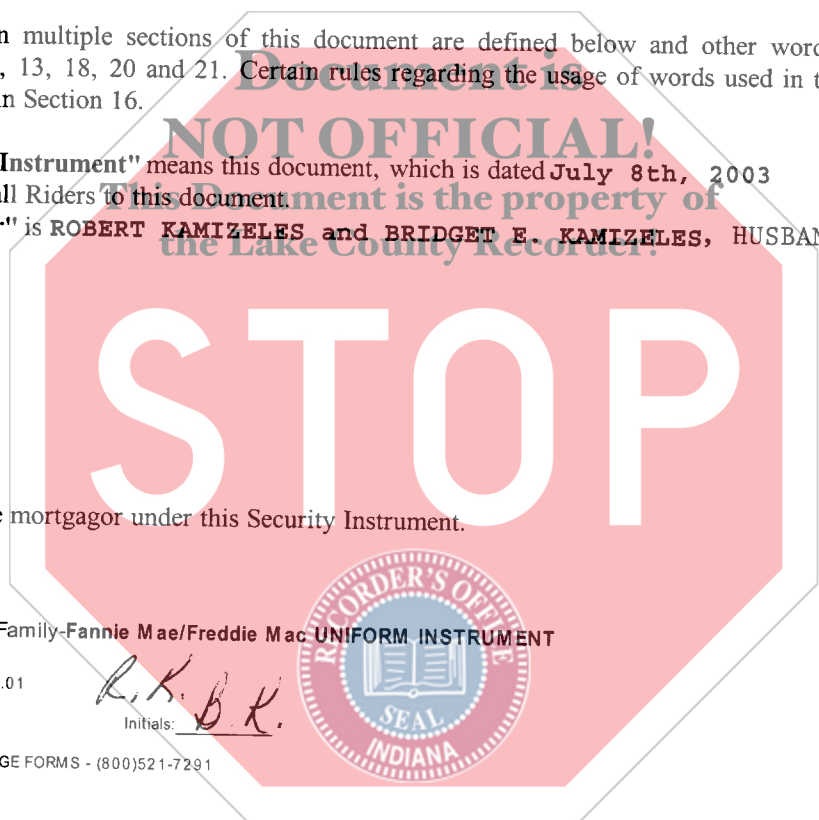 n multiple sections of this document are defined below and other word
, 13, 18, 20 and 21. Certain rules regarding the usage of words used in t
n Section 16.
Document is
NOT OFFICIAL!
This Document is the property of
the Lake County Recorder!
Instrument" means this document, which is dated July 8th, 2003
ll Riders to this document.
" is ROBERT KAMIZELES and BRIDGET E. KAMIZELES, HUSBAN
STOP
mortgagor under this Security Instrument.
Family-Fannie Mae/Freddie Mac UNIFORM INSTRUMENT
.01
R.K.
Initials: B.K.
GE FORMS - (800)521-7291
RECORDER'S OFFICE
SEAL
INDIANA